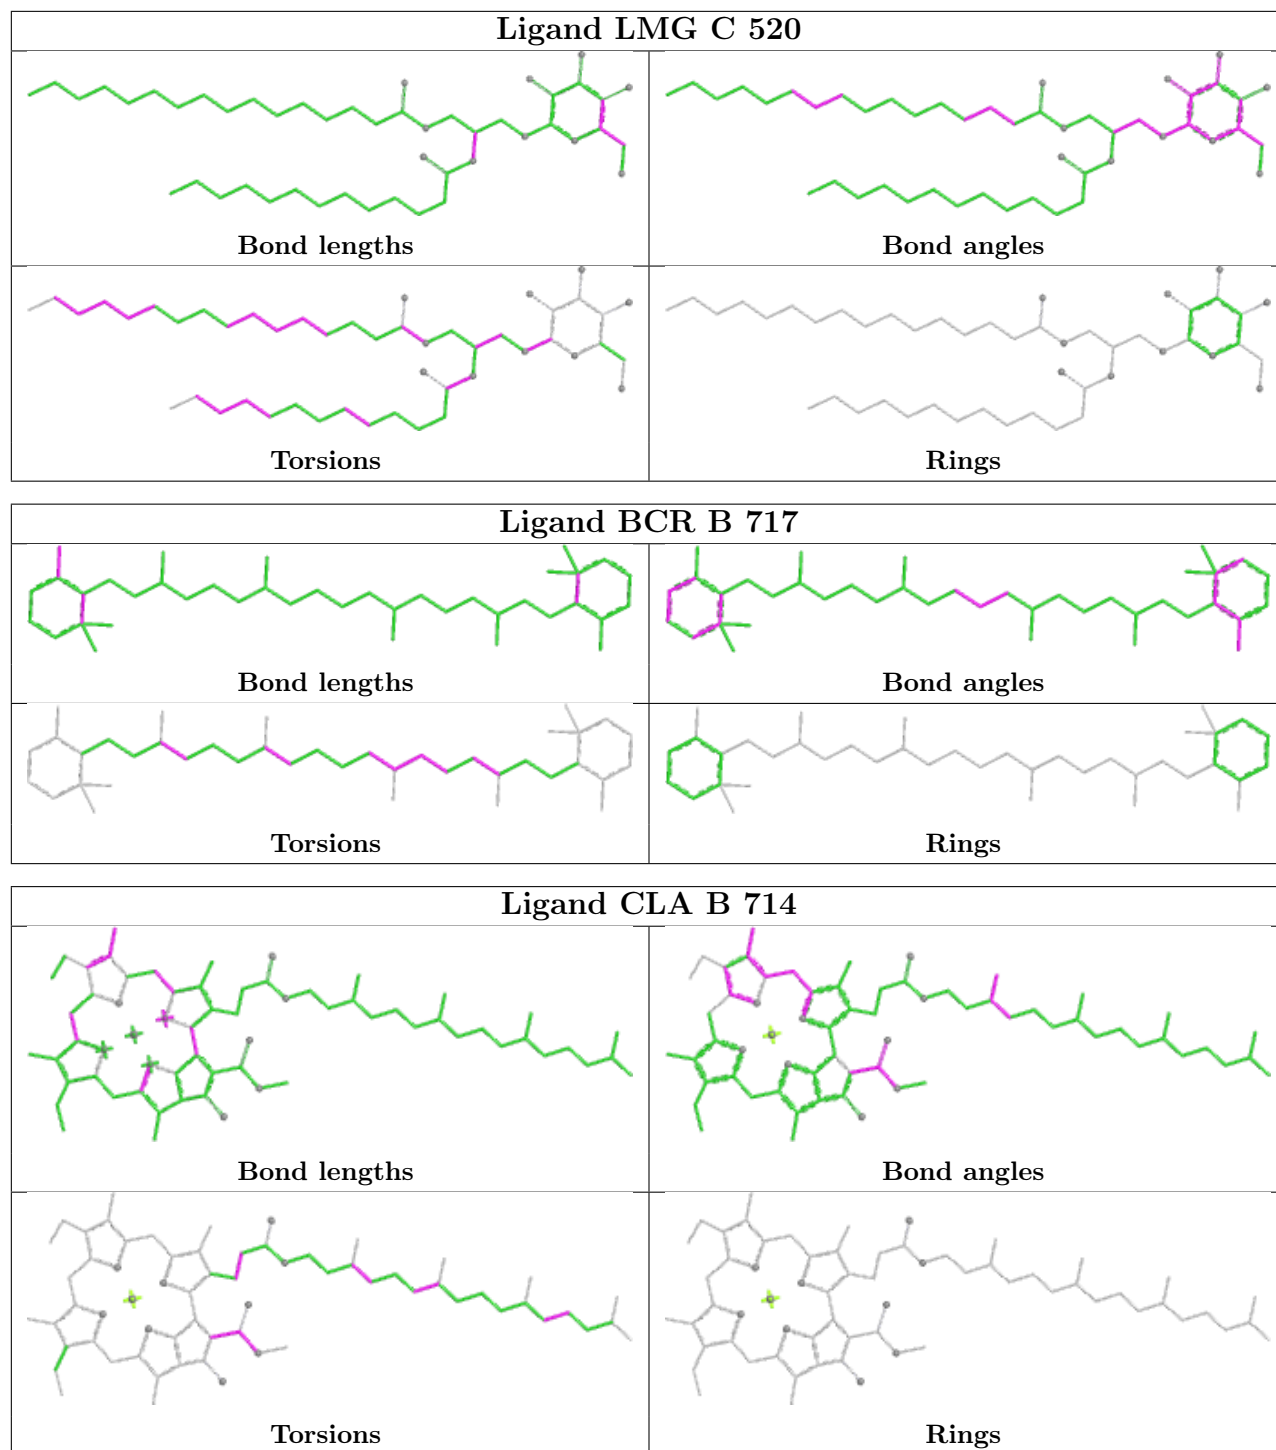 Ligand LMG C 520
Bond lengths
Bond angles
Torsions
Rings
Ligand BCR B 717
Bond lengths
Bond angles
Torsions
Rings
Ligand CLA B 714
Bond lengths
Bond angles
Torsions
Rings